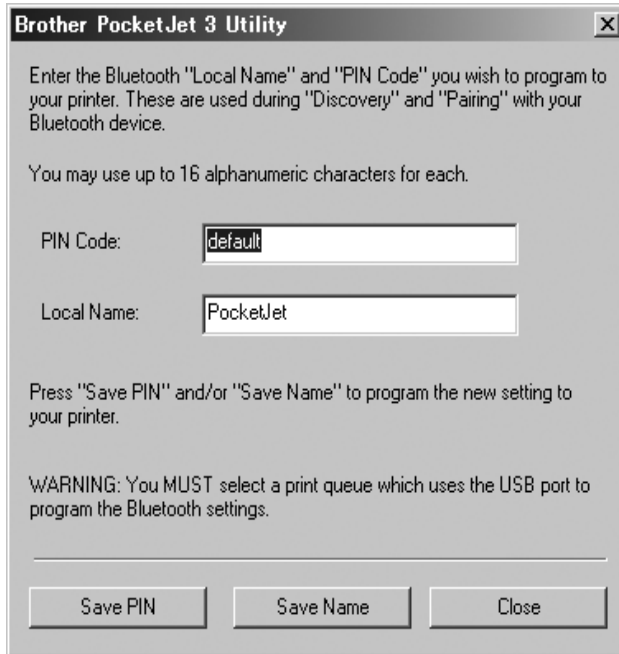 Brother PocketJet 3 Utility
Enter the Bluetooth "Local Name" and "PIN Code" you wish to program to
your printer. These are used during "Discovery" and "Pairing" with your
Bluetooth device.
You may use up to 16 alphanumeric characters for each.
PIN Code:
default
Local Name:
PocketJet
Press "Save PIN" and/or "Save Name" to program the new setting to
your printer.
WARNING: You MUST select a print queue which uses the USB port to
program the Bluetooth settings.
Save PIN
Save Name
Close